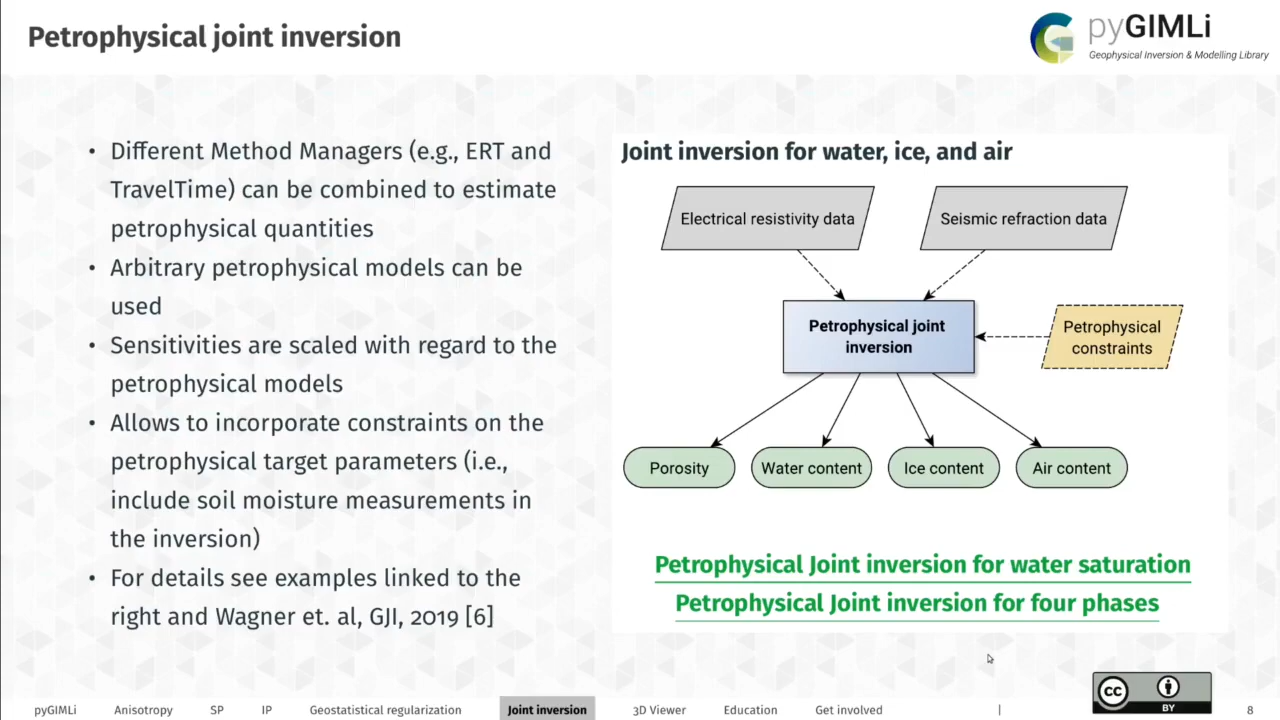 Petrophysical joint inversion
pyGIMLi
Geophysical Inversion & Modelling Library
• Different Method Managers (e.g., ERT and
TravelTime) can be combined to estimate
petrophysical quantities
• Arbitrary petrophysical models can be
used
• Sensitivities are scaled with regard to the
petrophysical models
• Allows to incorporate constraints on the
petrophysical target parameters (i.e.,
include soil moisture measurements in
the inversion)
• For details see examples linked to the
right and Wagner et. al, GJI, 2019 [6]
Joint inversion for water, ice, and air
Electrical resistivity data
Seismic refraction data
Petrophysical joint
inversion
Petrophysical
constraints
Porosity
Water content
Ice content
Air content
Petrophysical Joint inversion for water saturation
Petrophysical Joint inversion for four phases
cc
BY
pyGIMLi Anisotropy SP IP Geostatistical regularization Joint inversion 3D Viewer Education Get involved | 8